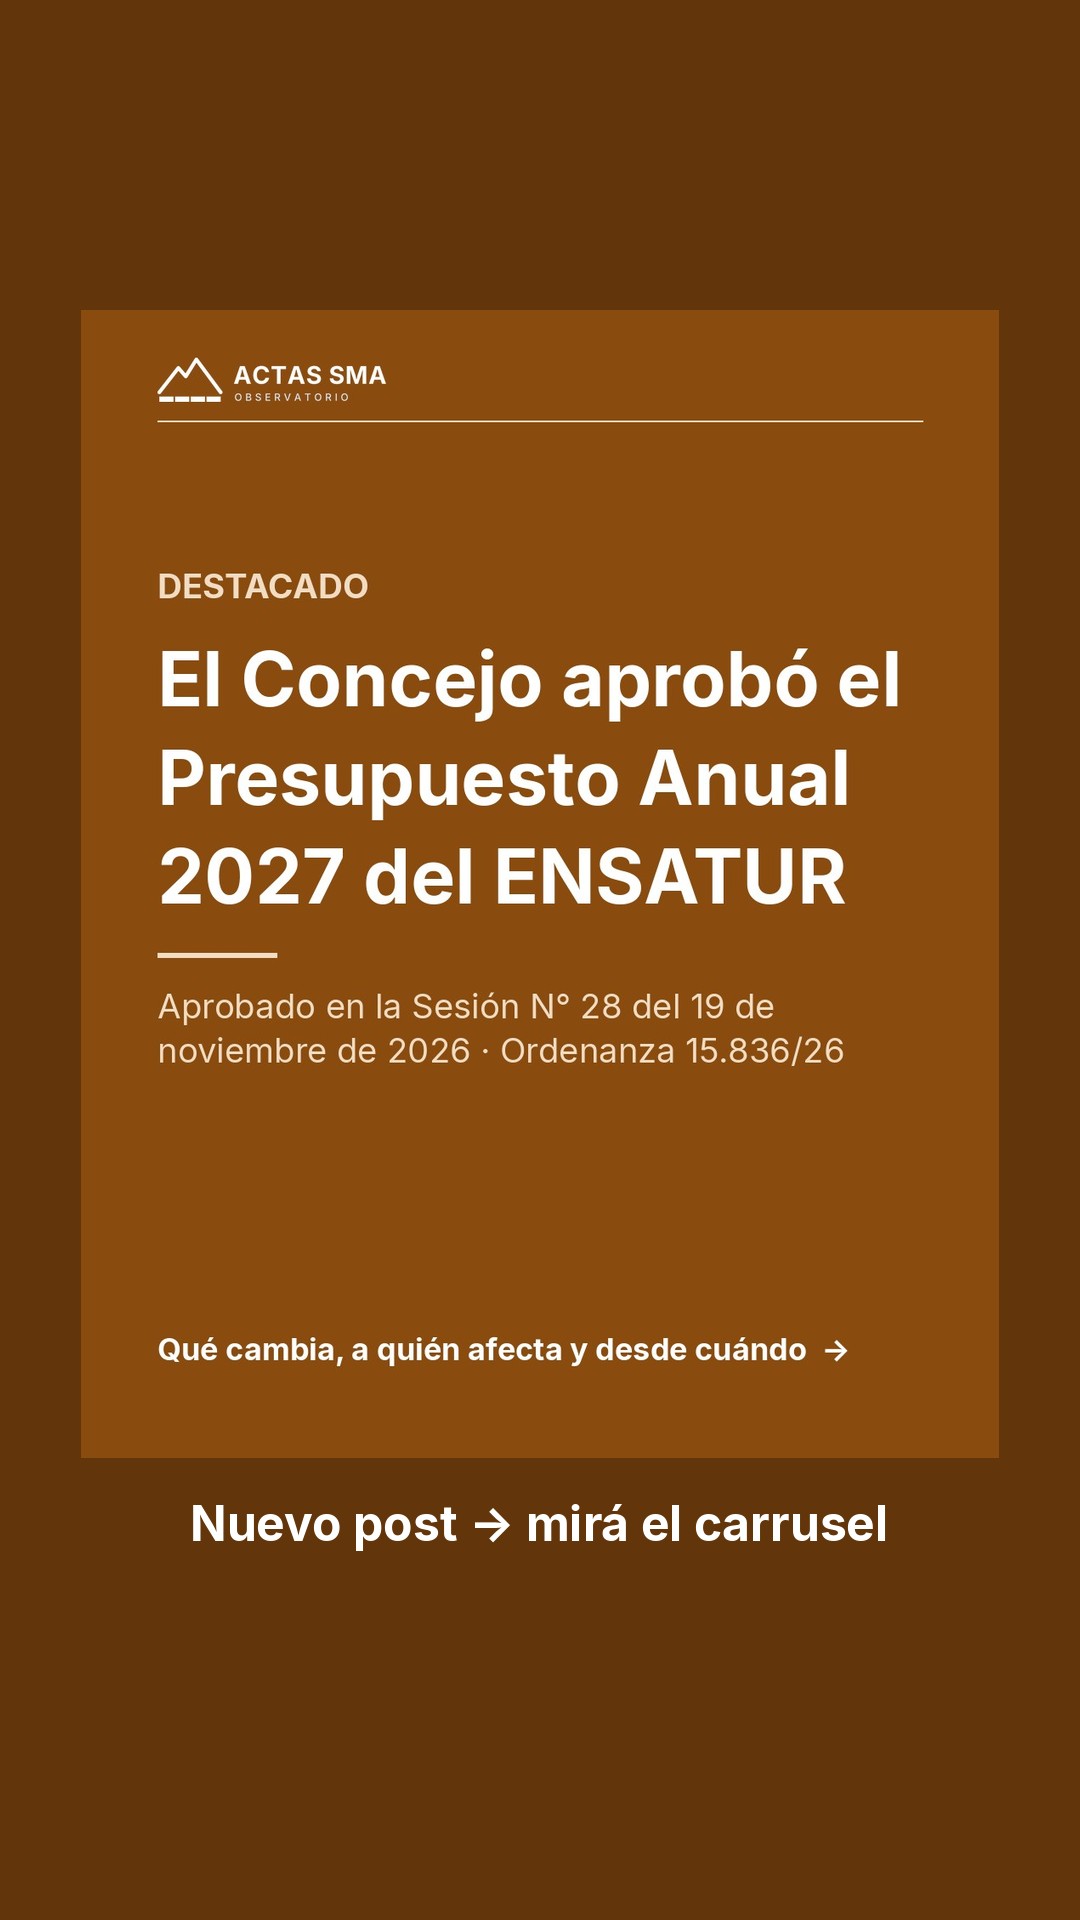 ACTAS SMA
OBSERVATORIO
DESTACADO
El Concejo aprobó el
Presupuesto Anual
2027 del ENSATUR
Aprobado en la Sesión N° 28 del 19 de
noviembre de 2026 · Ordenanza 15.836/26
Qué cambia, a quién afecta y desde cuándo →
Nuevo post → mirá el carrusel